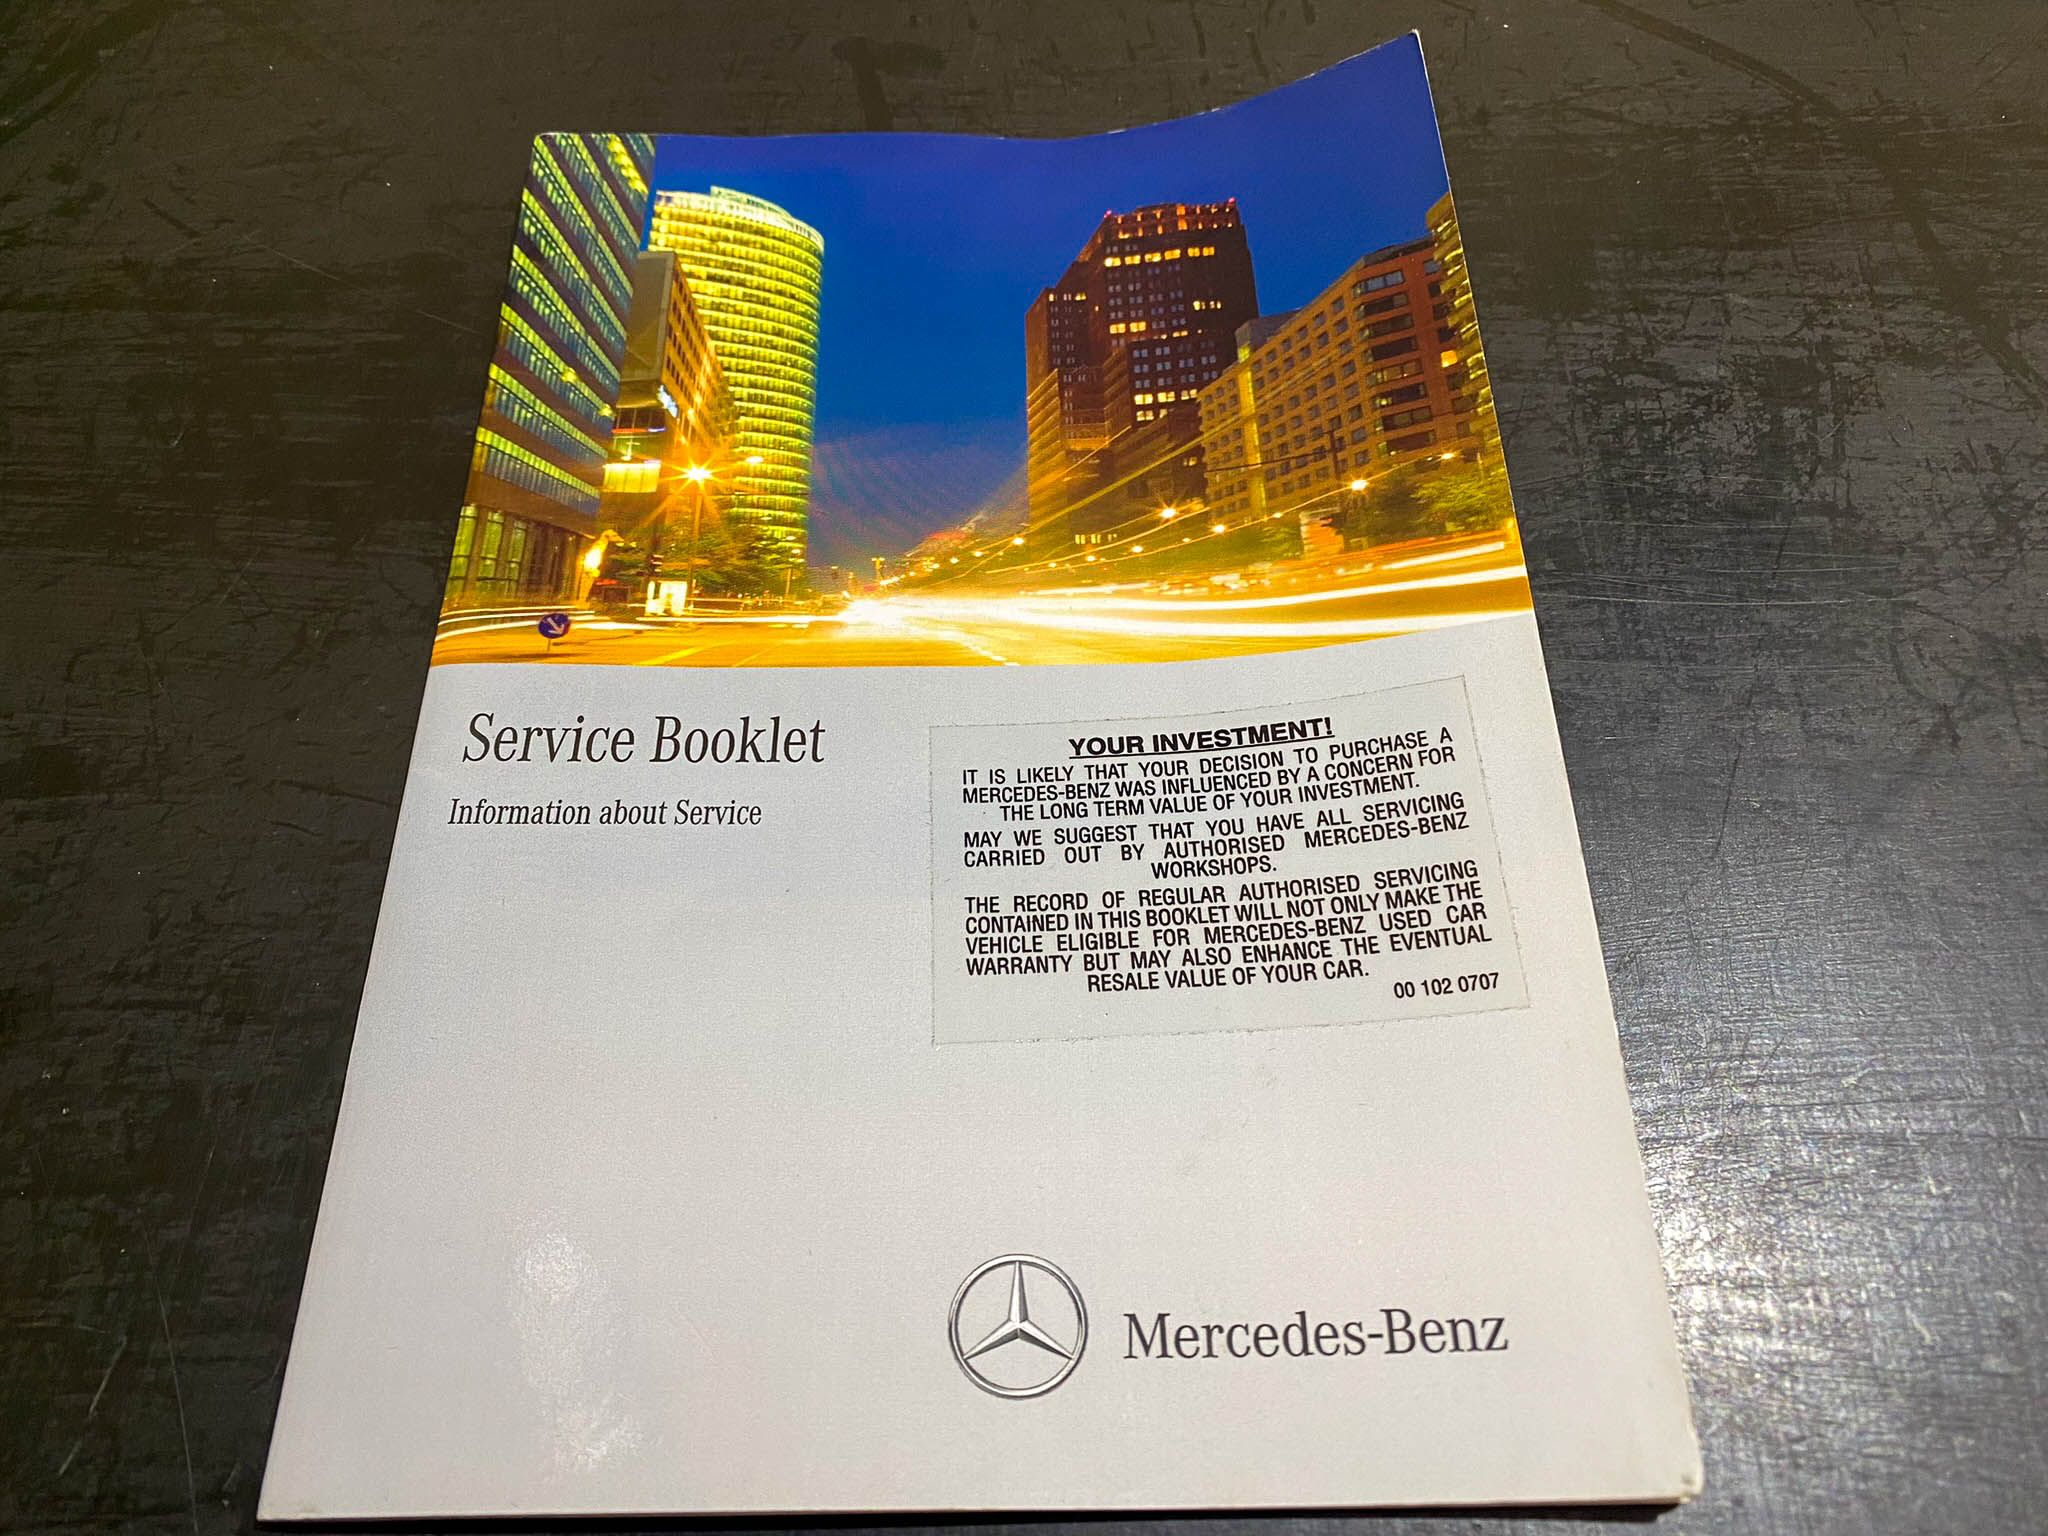 Service Booklet
Information about Service
YOUR INVESTMENT!
IT IS LIKELY THAT YOUR DECISION TO PURCHASE A
MERCEDES-BENZ WAS INFLUENCED BY A CONCERN FOR
THE LONG TERM VALUE OF YOUR INVESTMENT.
MAY WE SUGGEST THAT YOU HAVE ALL SERVICING
CARRIED OUT BY AUTHORISED MERCEDES-BENZ
WORKSHOPS.
THE RECORD OF REGULAR AUTHORISED SERVICING
CONTAINED IN THIS BOOKLET WILL NOT ONLY MAKE THE
VEHICLE ELIGIBLE FOR MERCEDES-BENZ USED CAR
WARRANTY BUT MAY ALSO ENHANCE THE EVENTUAL
RESALE VALUE OF YOUR CAR.
00 102 0707
Mercedes-Benz